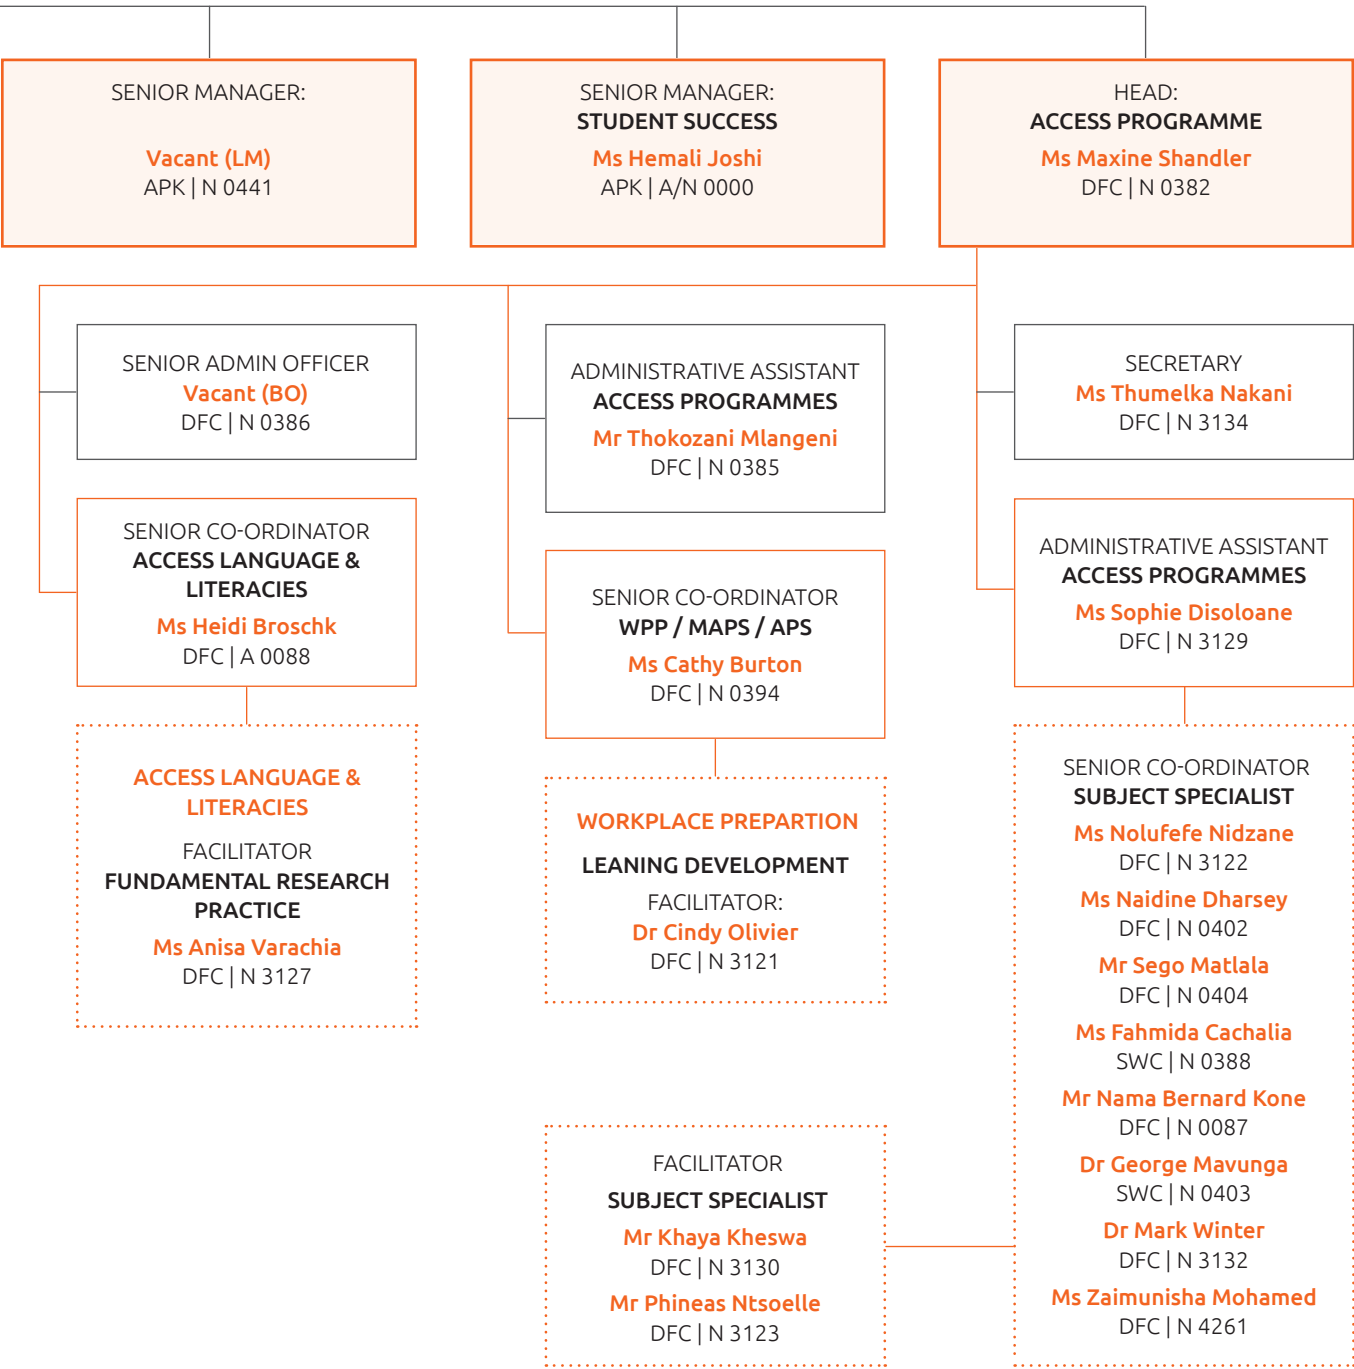 SENIOR MANAGER:
Vacant (LM)
APK | N 0441
SENIOR MANAGER:
STUDENT SUCCESS
Ms Hemali Joshi
APK | A/N 0000
HEAD:
ACCESS PROGRAMME
Ms Maxine Shandler
DFC | N 0382
SENIOR ADMIN OFFICER
Vacant (BO)
DFC | N 0386
ADMINISTRATIVE ASSISTANT
ACCESS PROGRAMMES
Mr Thokozani Mlangeni
DFC | N 0385
SECRETARY
Ms Thumelka Nakani
DFC | N 3134
SENIOR CO-ORDINATOR
ACCESS LANGUAGE &
LITERACIES
Ms Heidi Broschk
DFC | A 0088
SENIOR CO-ORDINATOR
WPP / MAPS / APS
Ms Cathy Burton
DFC | N 0394
ADMINISTRATIVE ASSISTANT
ACCESS PROGRAMMES
Ms Sophie Disoloane
DFC | N 3129
ACCESS LANGUAGE &
LITERACIES
FACILITATOR
FUNDAMENTAL RESEARCH
PRACTICE
Ms Anisa Varachia
DFC | N 3127
WORKPLACE PREPARTION
LEANING DEVELOPMENT
FACILITATOR:
Dr Cindy Olivier
DFC | N 3121
SENIOR CO-ORDINATOR
SUBJECT SPECIALIST
Ms Nolufefe Nidzane
DFC | N 3122
Ms Naidine Dharsey
DFC | N 0402
Mr Sego Matlala
DFC | N 0404
Ms Fahmida Cachalia
SWC | N 0388
Mr Nama Bernard Kone
DFC | N 0087
Dr George Mavunga
SWC | N 0403
Dr Mark Winter
DFC | N 3132
Ms Zaimunisha Mohamed
DFC | N 4261
FACILITATOR
SUBJECT SPECIALIST
Mr Khaya Kheswa
DFC | N 3130
Mr Phineas Ntsoelle
DFC | N 3123